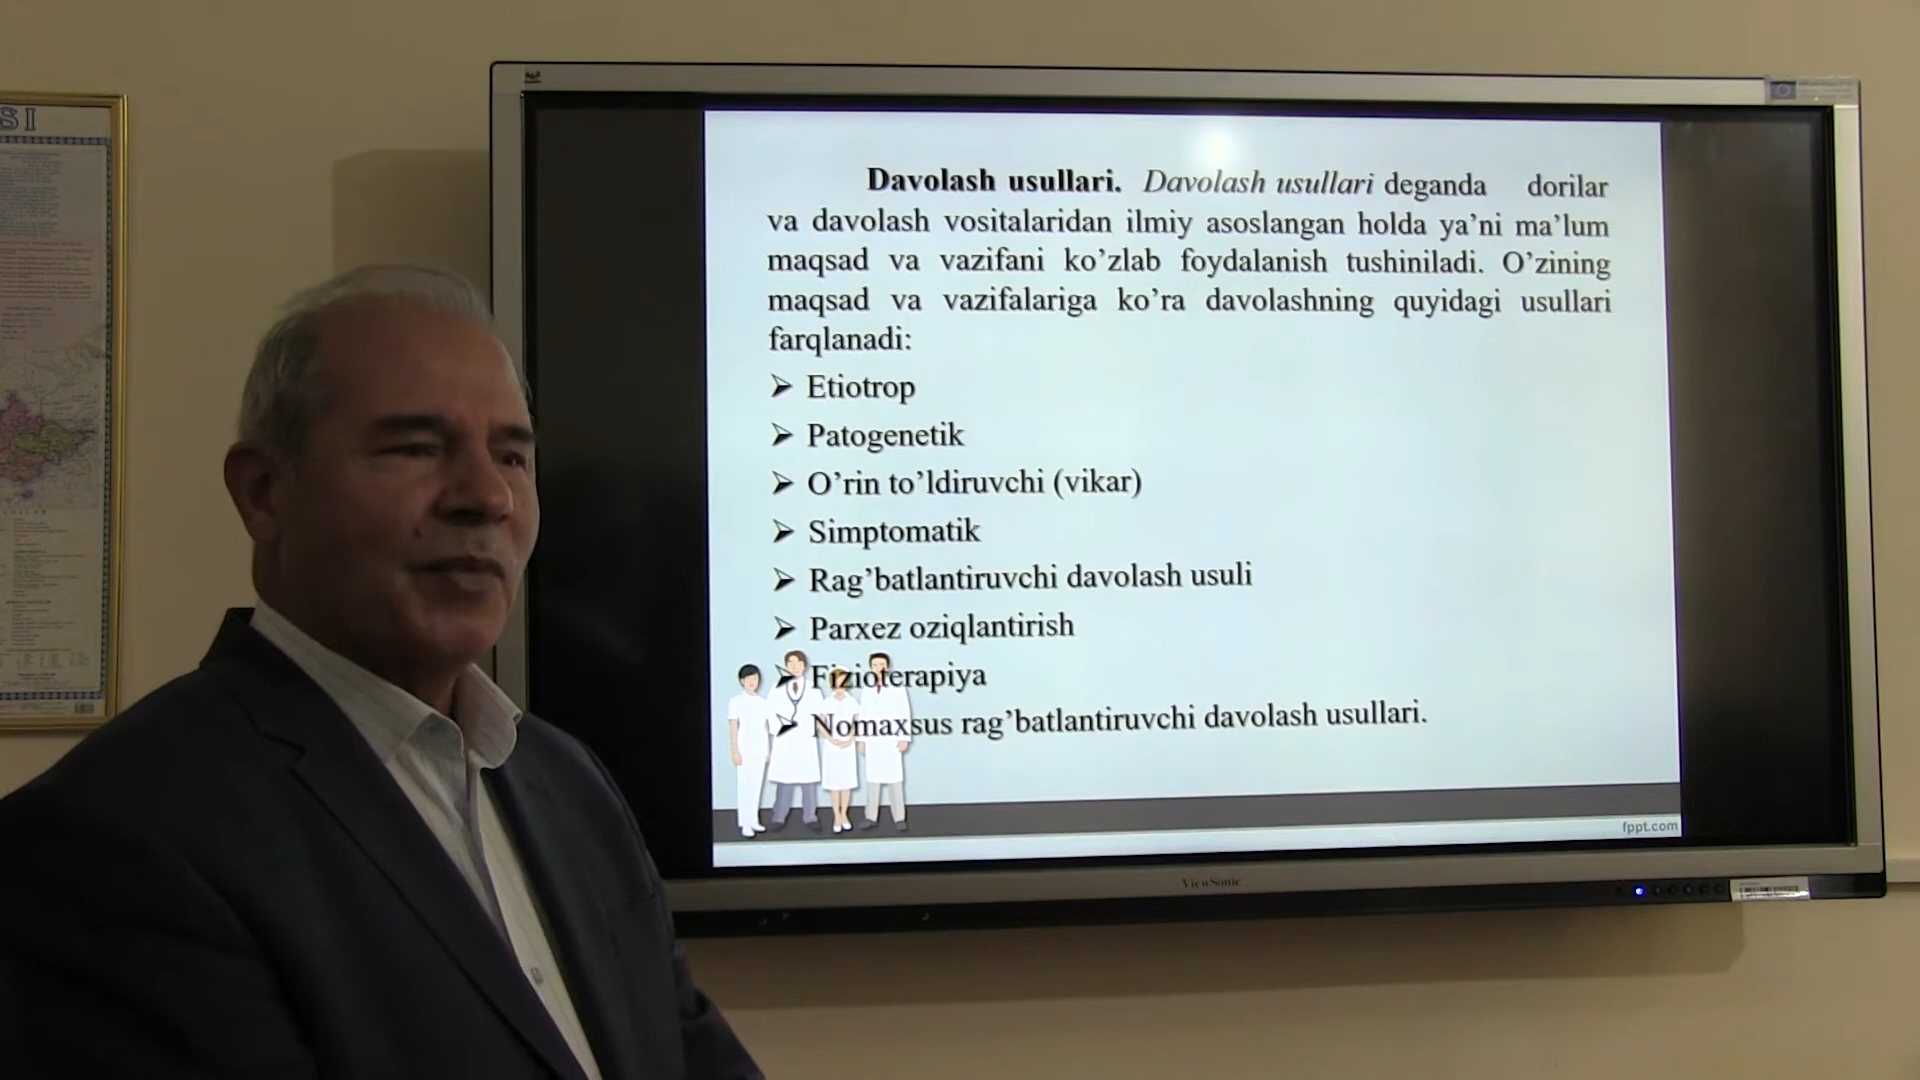 SI
Davolash usullari. Davolash usullari deganda dorilar
va davolash vositalaridan ilmiy asoslangan holda ya’ni ma’lum
maqsad va vazifani ko’zlab foydalanish tushiniladi. O’zining
maqsad va vazifalariga ko’ra davolashning quyidagi usullari
farqlanadi:
➢ Etiotrop
➢ Patogenetik
➢ O’rin to’ldiruvchi (vikar)
➢ Simptomatik
➢ Rag’batlantiruvchi davolash usuli
➢ Parxez oziqlantirish
➢ Fizioterapiya
➢ Nomaxsus rag’batlantiruvchi davolash usullari.
fppt.com
ViewSonic